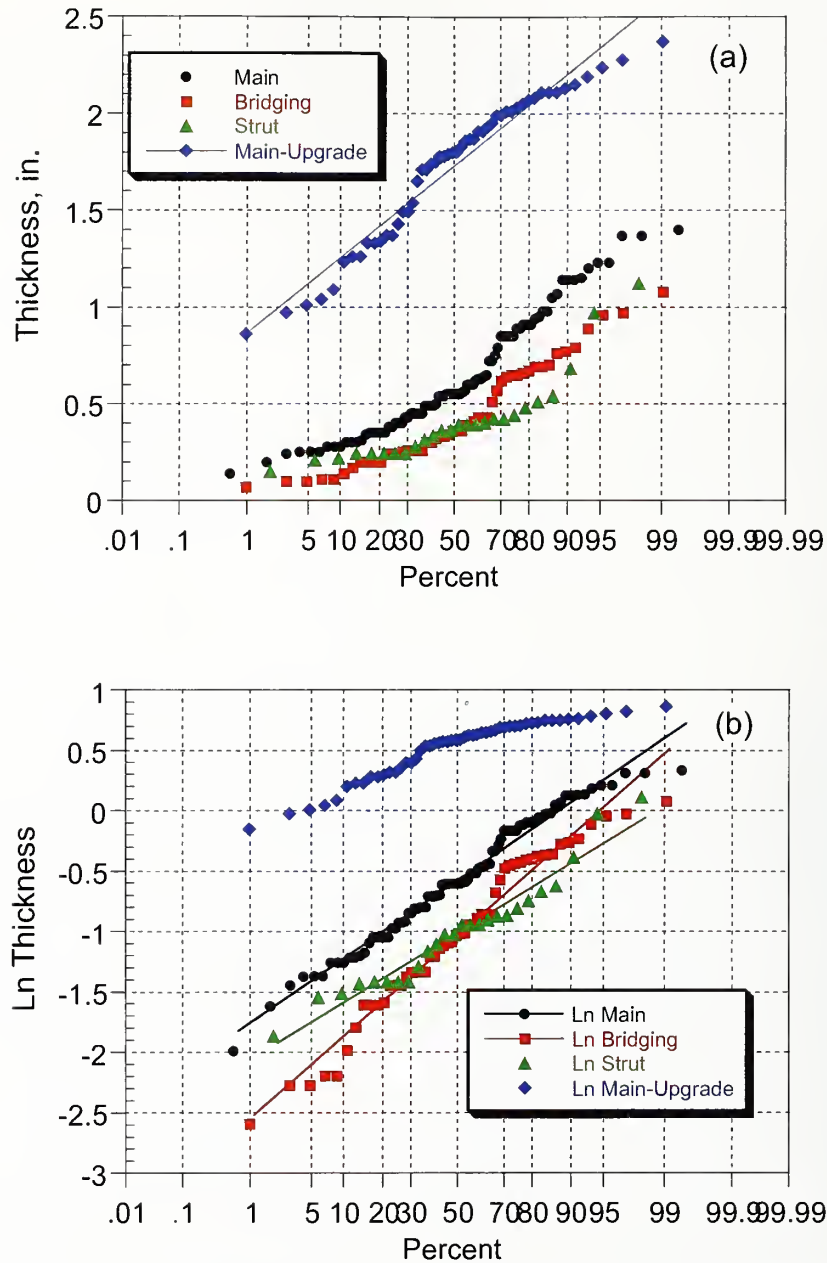 2.5
2
1.5
1
0.5
0
Thickness, in.
(a)
Main
Bridging
Strut
Main-Upgrade
.01 .1 1 5 10 20 30 50 70 80 90 95 99 99.9 99.99
Percent
1
0.5
0
-0.5
-1
-1.5
-2
-2.5
-3
Ln Thickness
(b)
Ln Main
Ln Bridging
Ln Strut
Ln Main-Upgrade
.01 .1 1 5 10 20 30 50 70 80 90 95 99 99.9 99.99
Percent